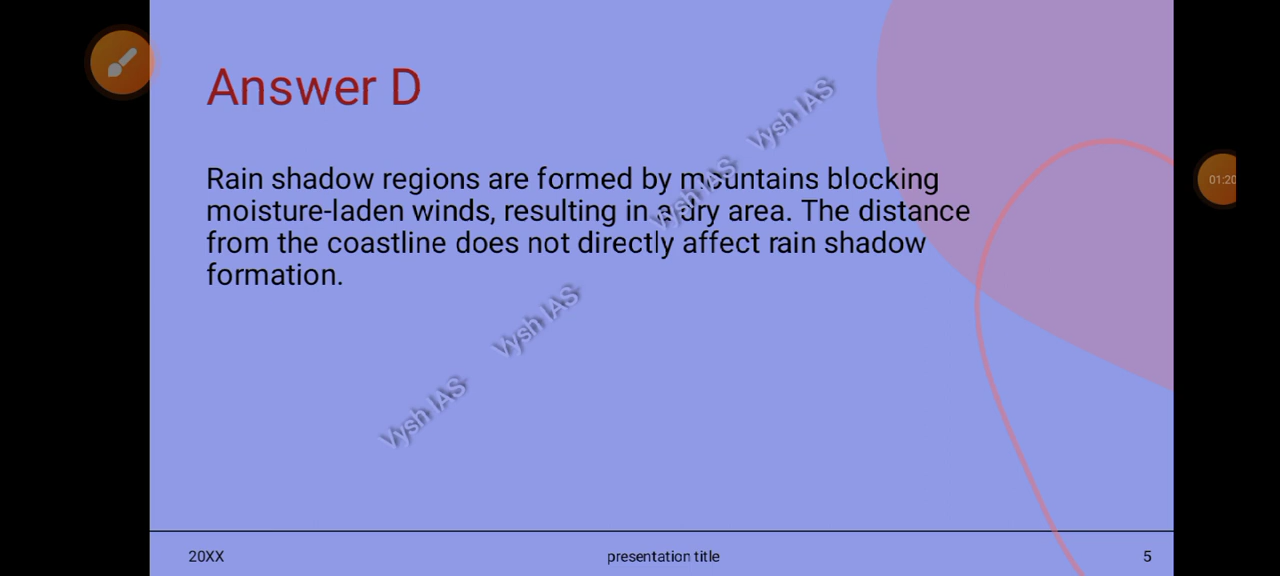 Answer D
Vysh IAS
Rain shadow regions are formed by mountains blocking
moisture-laden winds, resulting in a dry area. The distance
from the coastline does not directly affect rain shadow
formation.
Vysh IAS
Vysh IAS
Vysh IAS
01:20
20XX
presentation title
5